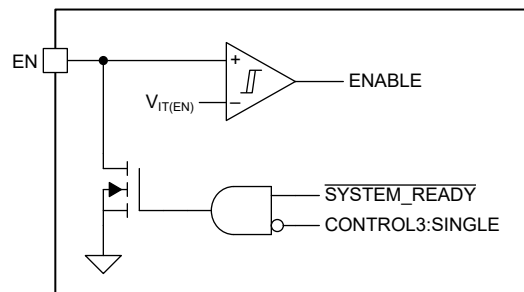 EN
+
ENABLE
V_IT(EN)
−
SYSTEM_READY
CONTROL3:SINGLE